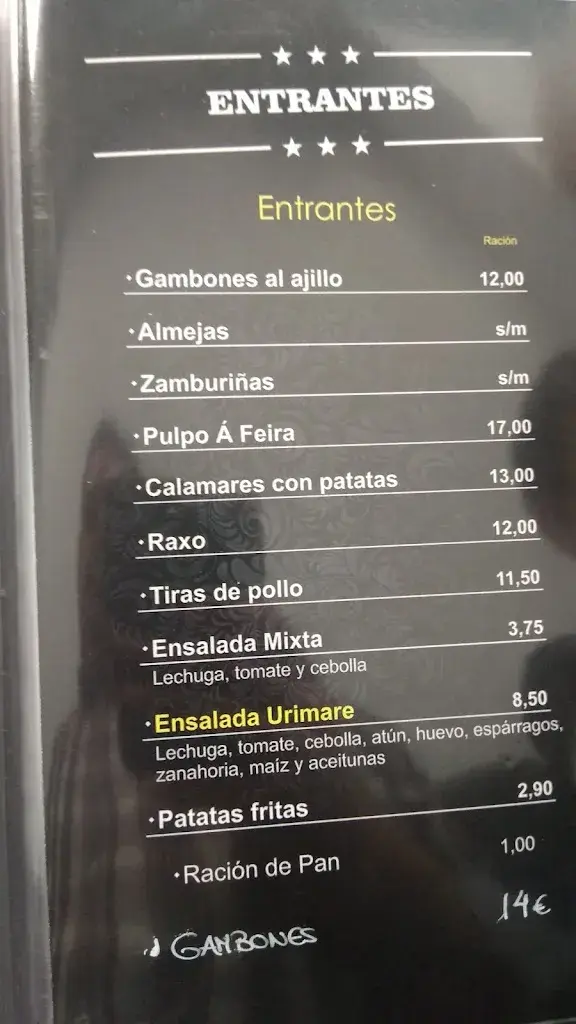 ENTRANTES
Entrantes
Ración
·Gambones al ajillo 12,00
·Almejas s/m
·Zamburiñas s/m
·Pulpo Á Feira 17,00
·Calamares con patatas 13,00
·Raxo 12,00
·Tiras de pollo 11,50
·Ensalada Mixta 3,75
Lechuga, tomate y cebolla
·Ensalada Urimare 8,50
Lechuga, tomate, cebolla, atún, huevo, espárragos,
zanahoria, maíz y aceitunas
·Patatas fritas 2,90
·Ración de Pan 1,00
GAMBONES 14€